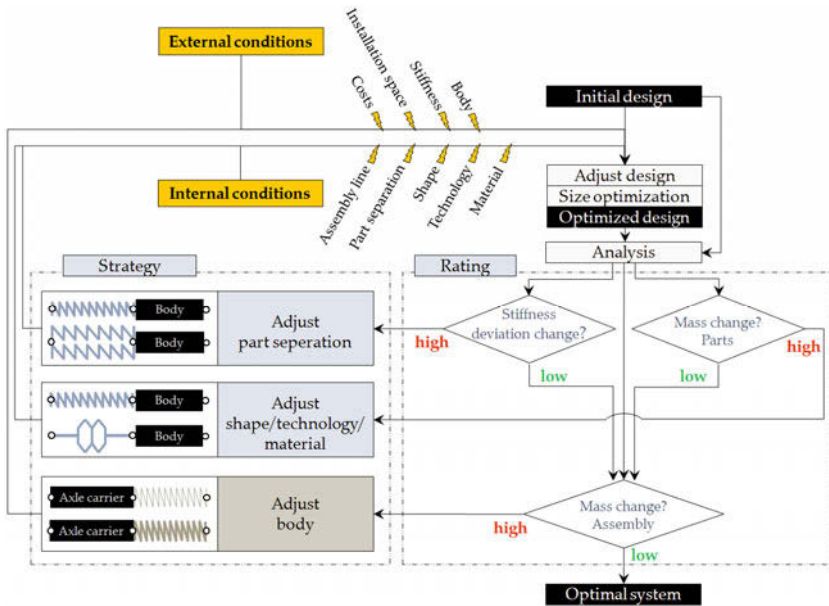 External conditions
Costs
Installation space
Stiffness
Body
Initial design
Internal conditions
Assembly line
Part separation
Shape
Technology
Material
Adjust design
Size optimization
Optimized design
Analysis
Strategy
Rating
Body
Body
Adjust
part seperation
Stiffness
deviation change?
high
low
Mass change?
Parts
high
low
Body
Body
Adjust
shape/technology/
material
Axle carrier
Axle carrier
Adjust
body
Mass change?
Assembly
high
low
Optimal system